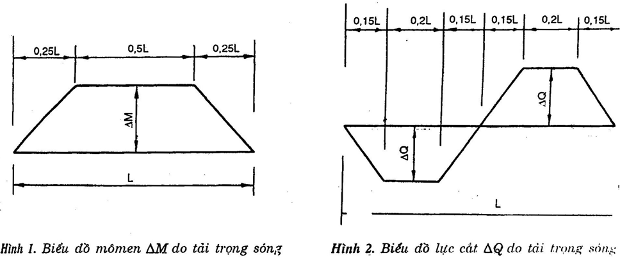 0,25L 0,5L 0,25L
ΔM
L
Hình 1. Biểu đồ mômen ΔM do tải trọng sóng
0,15L 0,2L 0,15L 0,15L 0,2L 0,15L
ΔQ
ΔQ
L
Hình 2. Biểu đồ lực cắt ΔQ do tải trọng sóng